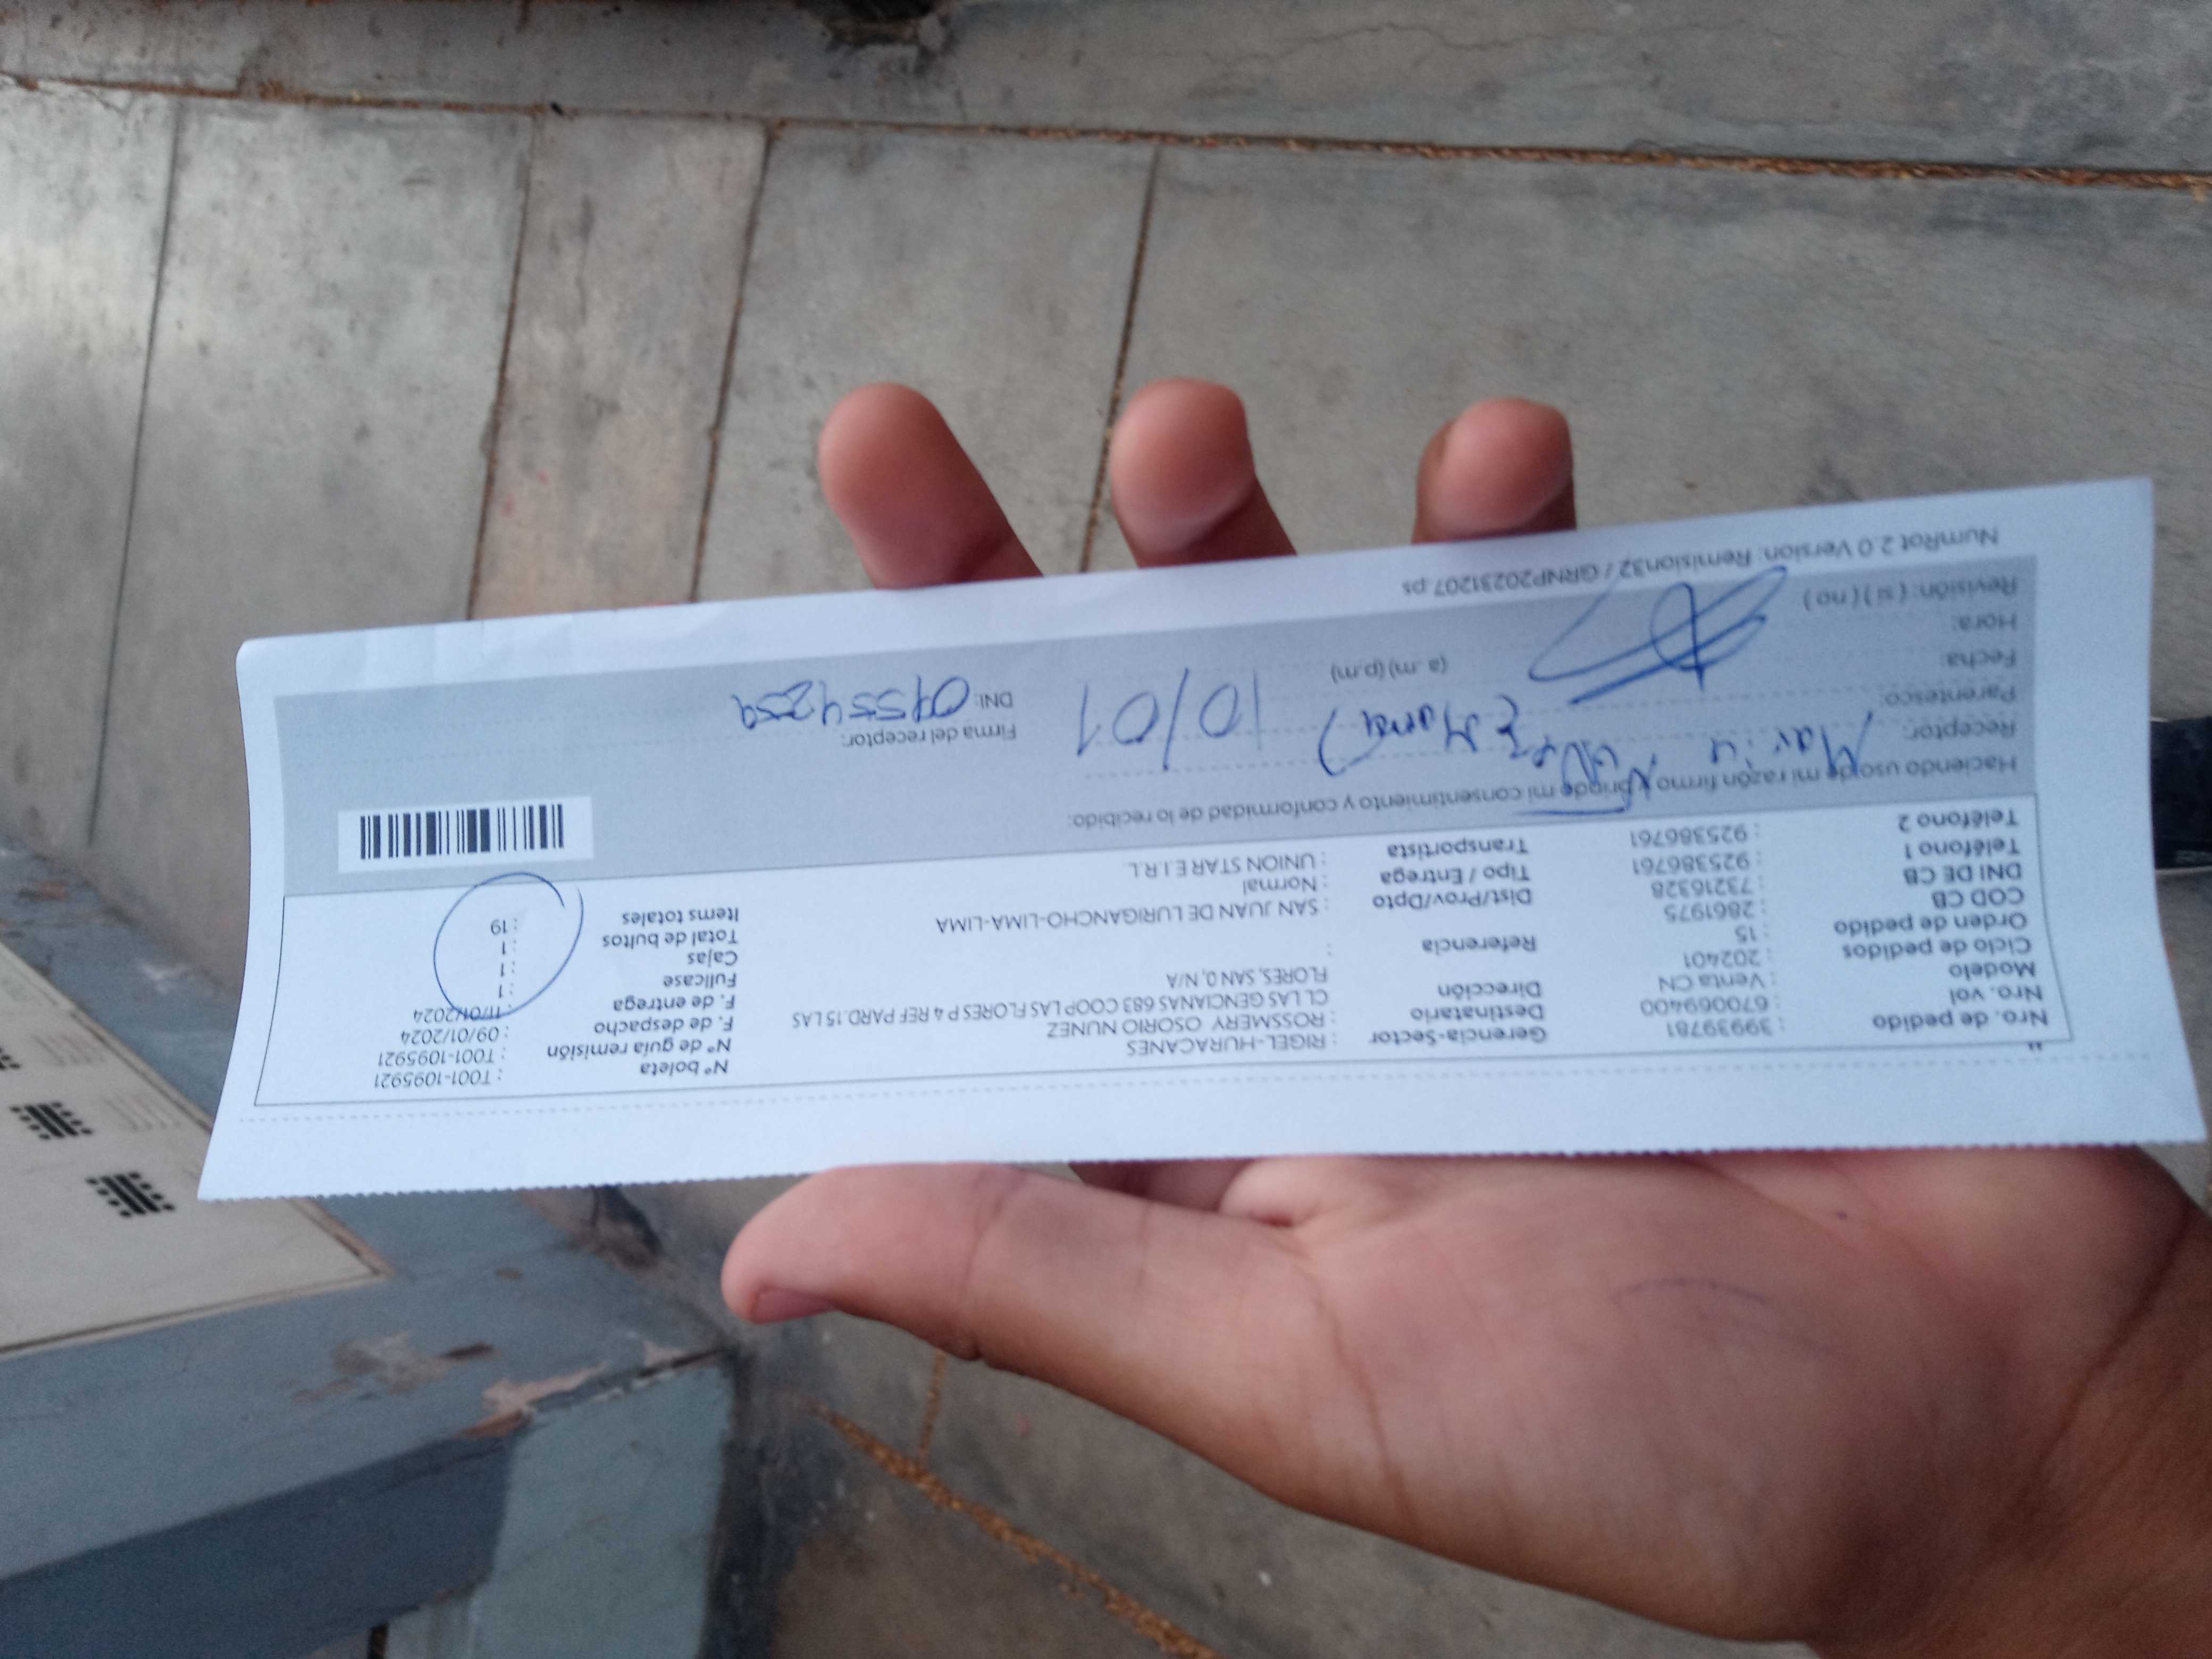 Nro. de pedido : 39939781 Gerencia-Sector : RIGEL-HURACANES Nº boleta : T001-1095921
Nro. vol : 670069400 Destinatario : ROSSMERY OSORIO NUNEZ Nº de guía remisión : T001-1095921
Modelo : Venta CN Dirección CL LAS GENCIANAS 683 COOP LAS FLORES P 4 REF PARD.15 LAS F. de despacho : 09/01/2024
Ciclo de pedidos : 202401 FLORES, SAN 0, N/A F. de entrega 11/01/2024
Orden de pedido : 15 Referencia : Fullcase : 1
COD CB : 2861975 Cajas : 1
DNI DE CB : 73216328 Dist/Prov/Dpto : SAN JUAN DE LURIGANCHO-LIMA-LIMA Total de bultos : 1
Teléfono 1 : 925386761 Tipo / Entrega : Normal Items totales : 19
Teléfono 2 : 925386761 Transportista : UNION STAR E.I.R.L
Haciendo uso de mi razón firmo y brindo mi consentimiento y conformidad de lo recibido:
Receptor: Maria
Parentesco: Firma del receptor:
Fecha: 10/01 DNI:
Hora: (a. m) (p.m)
Revisión: ( si ) ( no )
NumRot 2.0 Version: Remision32 / GRNP20231207.ps